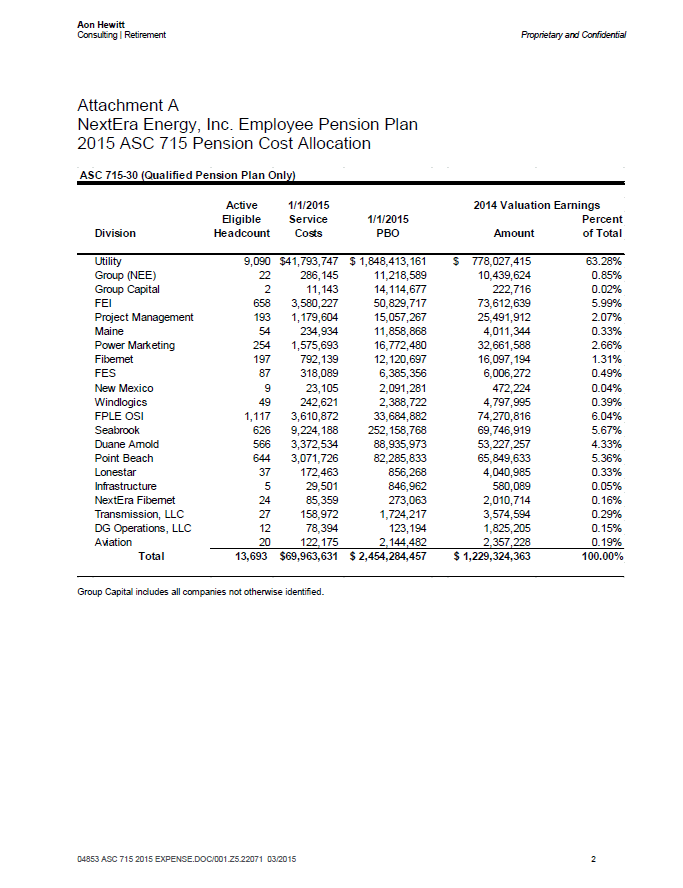 Aon Hewitt
Consulting | Retirement Proprietary and Confidential
Attachment A
NextEra Energy, Inc. Employee Pension Plan
2015 ASC 715 Pension Cost Allocation
ASC 715-30 (Qualified Pension Plan Only)
Active 1/1/2015 2014 Valuation Earnings
Eligible Service 1/1/2015 Percent
Division Headcount Costs PBO Amount of Total
Utility 9,090 $41,793,747 $ 1,848,413,161 $ 778,027,415 63.28%
Group (NEE) 22 286,145 11,218,589 10,439,624 0.85%
Group Capital 2 11,143 14,114,677 222,716 0.02%
FEI 658 3,580,227 50,829,717 73,612,639 5.99%
Project Management 193 1,179,604 15,057,267 25,491,912 2.07%
Maine 54 234,934 11,858,868 4,011,344 0.33%
Power Marketing 254 1,575,693 16,772,480 32,661,588 2.66%
Fibernet 197 792,139 12,120,697 16,097,194 1.31%
FES 87 318,089 6,385,356 6,006,272 0.49%
New Mexico 9 23,105 2,091,281 472,224 0.04%
Windlogics 49 242,621 2,388,722 4,797,995 0.39%
FPLE OSI 1,117 3,610,872 33,684,882 74,270,816 6.04%
Seabrook 626 9,224,188 252,158,768 69,746,919 5.67%
Duane Arnold 566 3,372,534 88,935,973 53,227,257 4.33%
Point Beach 644 3,071,726 82,285,833 65,849,633 5.36%
Lonestar 37 172,463 856,268 4,040,985 0.33%
Infrastructure 5 29,501 846,962 580,089 0.05%
NextEra Fibernet 24 85,359 273,063 2,010,714 0.16%
Transmission, LLC 27 158,972 1,724,217 3,574,594 0.29%
DG Operations, LLC 12 78,394 123,194 1,825,205 0.15%
Aviation 20 122,175 2,144,482 2,357,228 0.19%
Total 13,693 $69,963,631 $ 2,454,284,457 $ 1,229,324,363 100.00%
Group Capital includes all companies not otherwise identified.
04853 ASC 715 2015 EXPENSE.DOC/001.Z5.22071 03/2015 2